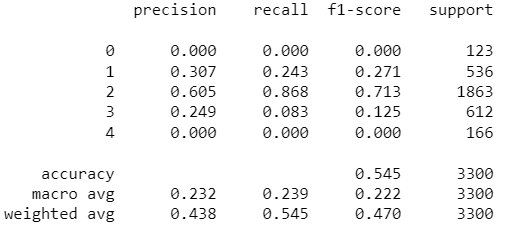 precision recall f1-score support
0 0.000 0.000 0.000 123
1 0.307 0.243 0.271 536
2 0.605 0.868 0.713 1863
3 0.249 0.083 0.125 612
4 0.000 0.000 0.000 166
accuracy 0.545 3300
macro avg 0.232 0.239 0.222 3300
weighted avg 0.438 0.545 0.470 3300